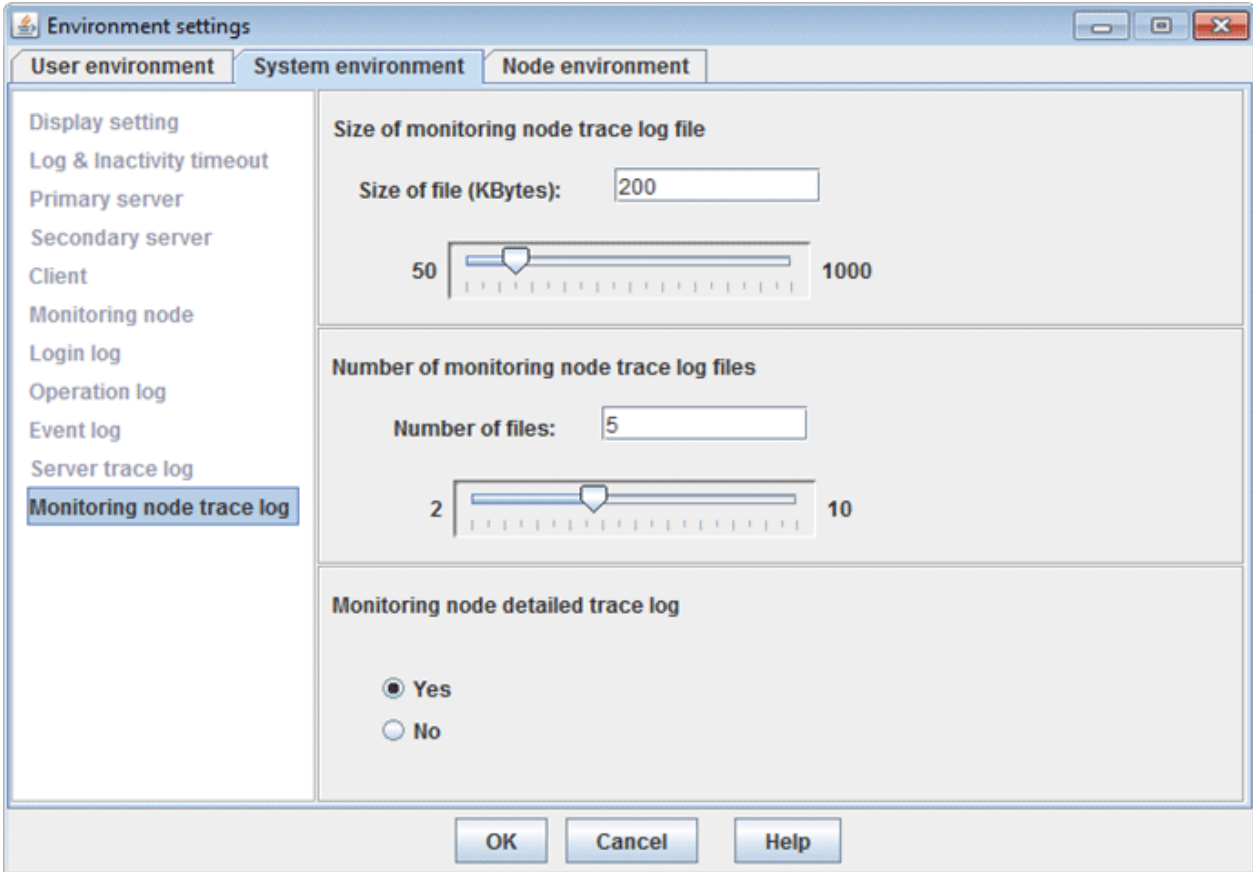 Environment settings
User environment
System environment
Node environment
Display setting
Log & Inactivity timeout
Primary server
Secondary server
Client
Monitoring node
Login log
Operation log
Event log
Server trace log
Monitoring node trace log
Size of monitoring node trace log file
Size of file (KBytes): 200
50 1000
Number of monitoring node trace log files
Number of files: 5
2 10
Monitoring node detailed trace log
Yes
No
OK Cancel Help